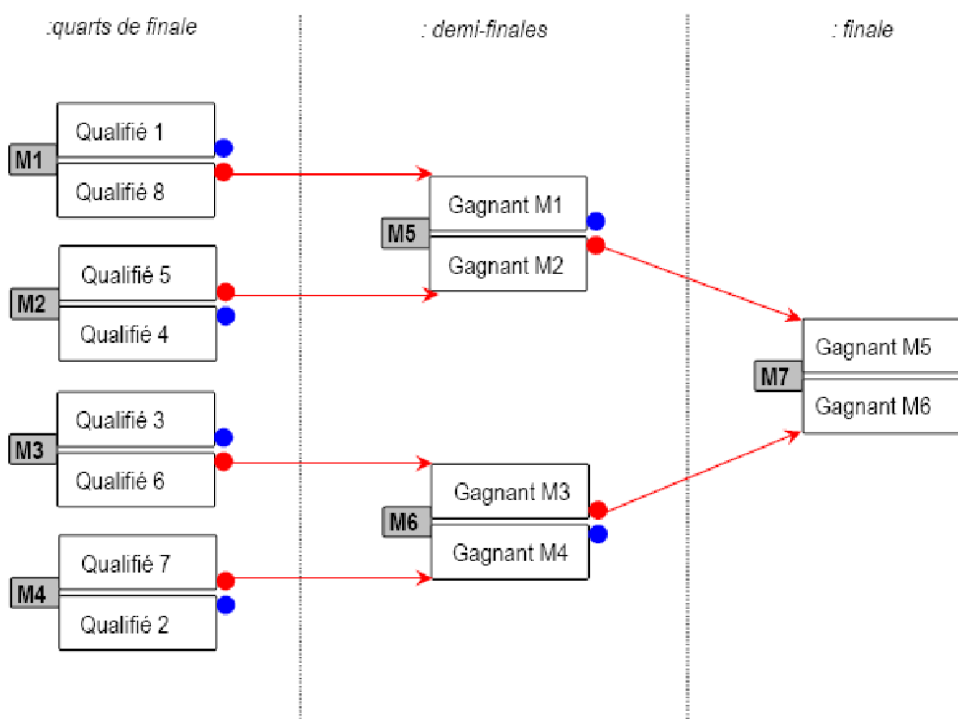 :quarts de finale
: demi-finales
: finale
M1
Qualifié 1
Qualifié 8
M2
Qualifié 5
Qualifié 4
M3
Qualifié 3
Qualifié 6
M4
Qualifié 7
Qualifié 2
M5
Gagnant M1
Gagnant M2
M6
Gagnant M3
Gagnant M4
M7
Gagnant M5
Gagnant M6